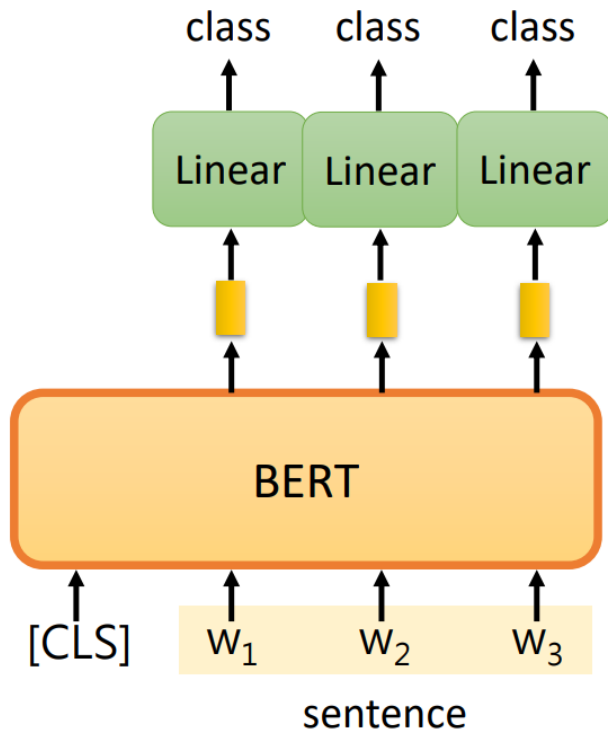 class class class
Linear Linear Linear
BERT
[CLS] w₁ w₂ w₃
sentence